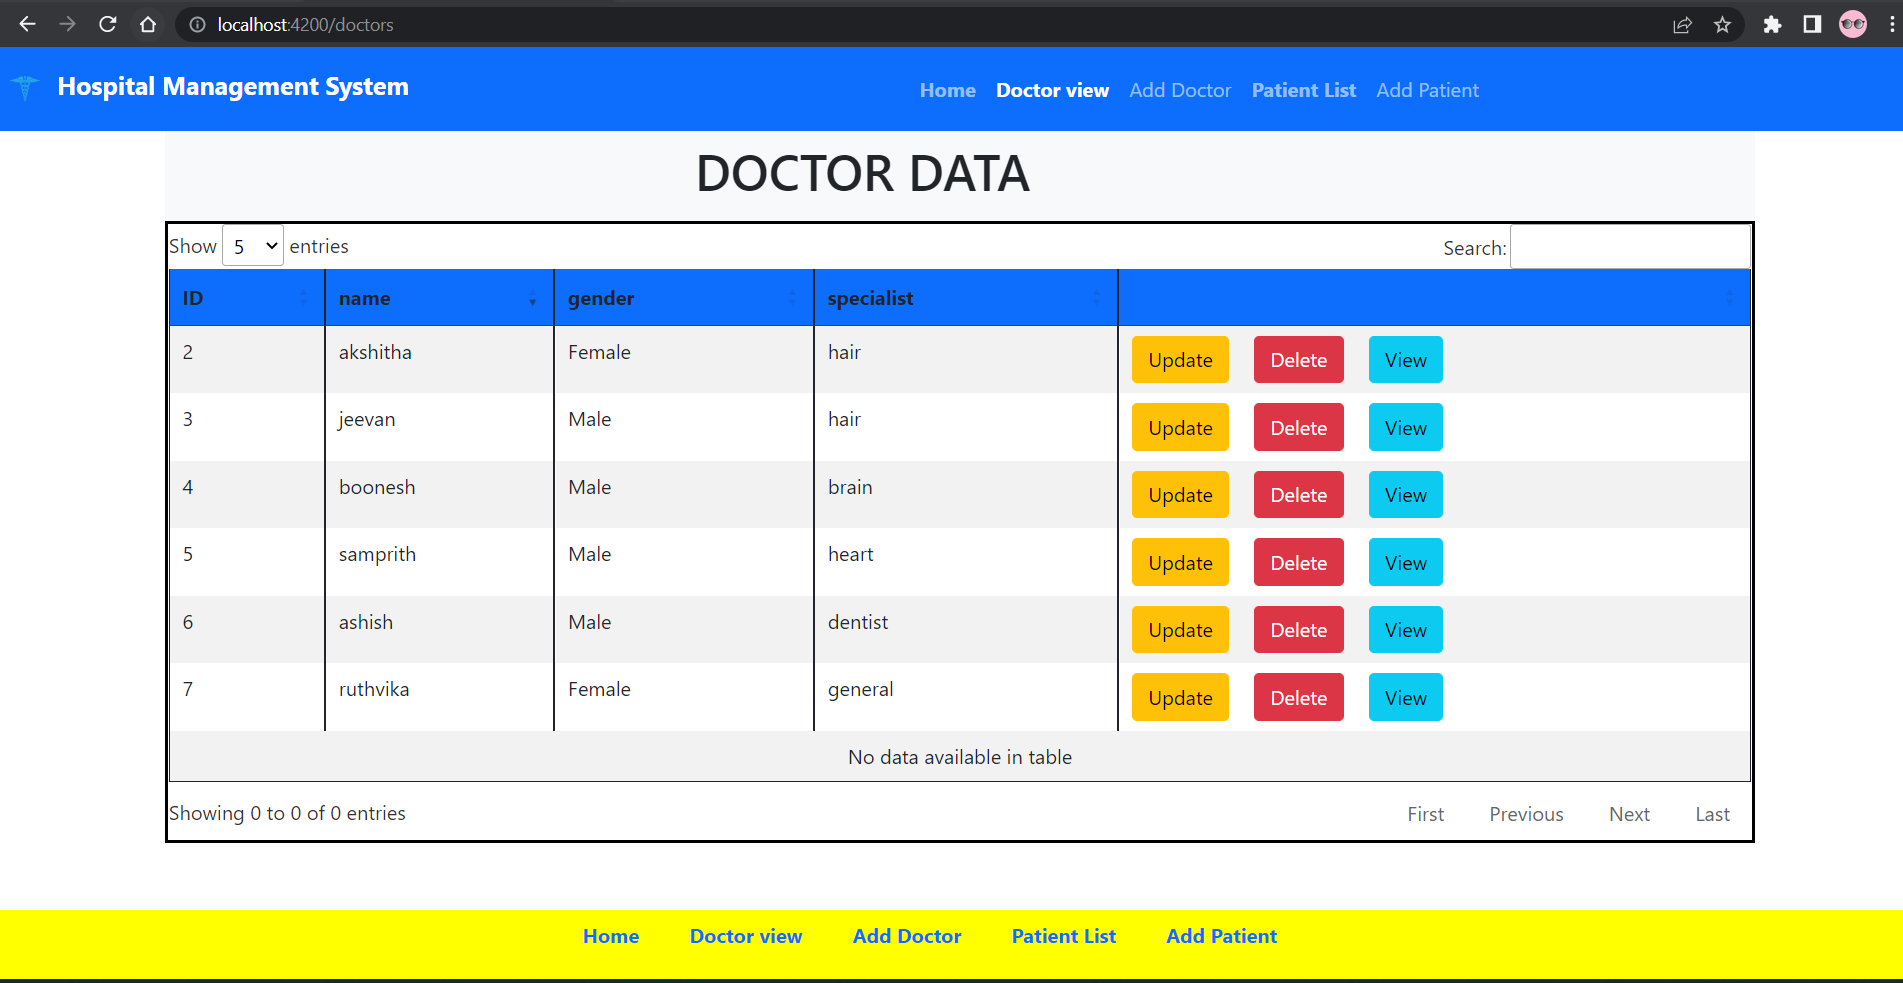 localhost:4200/doctors
Hospital Management System Home Doctor view Add Doctor Patient List Add Patient
DOCTOR DATA
Show 5 entries Search:
ID name gender specialist
2 akshitha Female hair Update Delete View
3 jeevan Male hair Update Delete View
4 boonesh Male brain Update Delete View
5 samprith Male heart Update Delete View
6 ashish Male dentist Update Delete View
7 ruthvika Female general Update Delete View
No data available in table
Showing 0 to 0 of 0 entries First Previous Next Last
Home Doctor view Add Doctor Patient List Add Patient